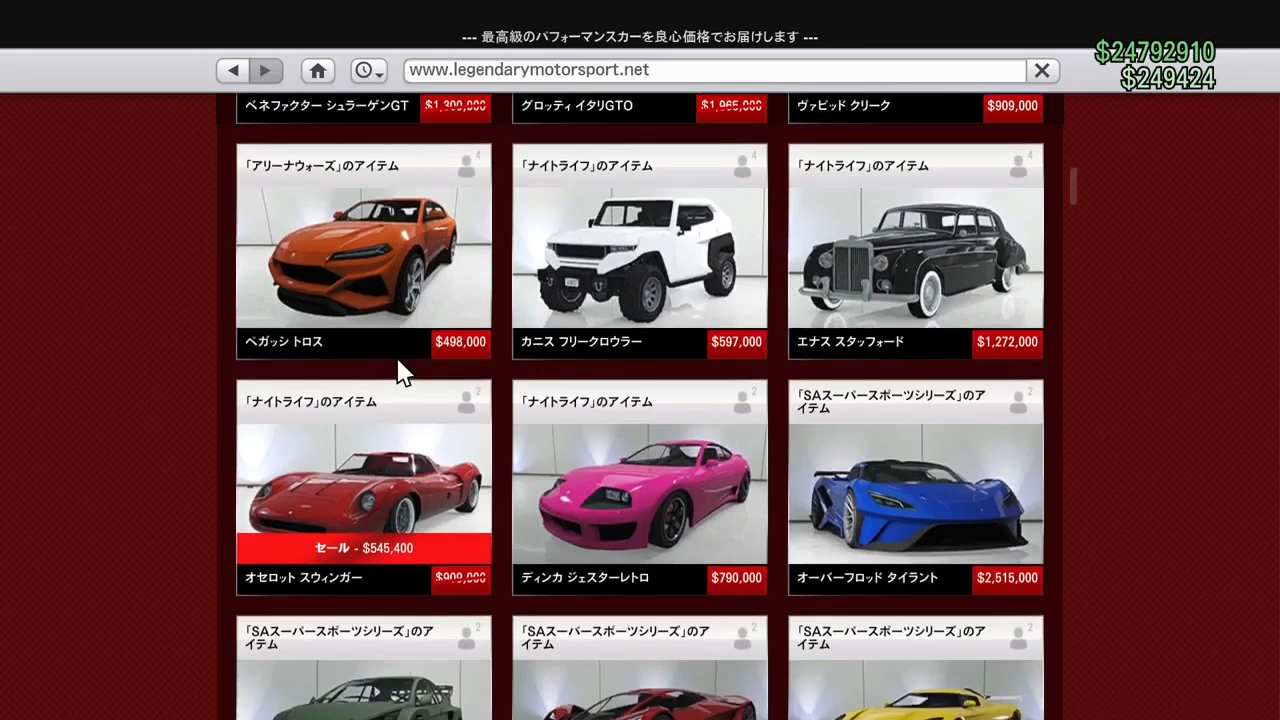 --- 最高級のパフォーマンスカーを良心価格でお届けします ---
$24792910
www.legendarymotorsport.net
$249424
ベネファクター シュラーゲンGT $1,300,000
グロッティ イタリGTO $1,965,000
ヴァピッド クリーク $909,000
「アリーナウォーズ」のアイテム 4
「ナイトライフ」のアイテム 4
「ナイトライフ」のアイテム 4
ペガッシ トロス $498,000
カニス フリークロウラー $597,000
エナス スタッフォード $1,272,000
「ナイトライフ」のアイテム 2
「ナイトライフ」のアイテム 2
「SAスーパースポーツシリーズ」のア
イテム 2
セール - $545,400
オセロット スウィンガー $909,000
ディンカ ジェスターレトロ $790,000
オーバーフロッド タイラント $2,515,000
「SAスーパースポーツシリーズ」のア
イテム 2
「SAスーパースポーツシリーズ」のア
イテム 2
「SAスーパースポーツシリーズ」のア
イテム 2